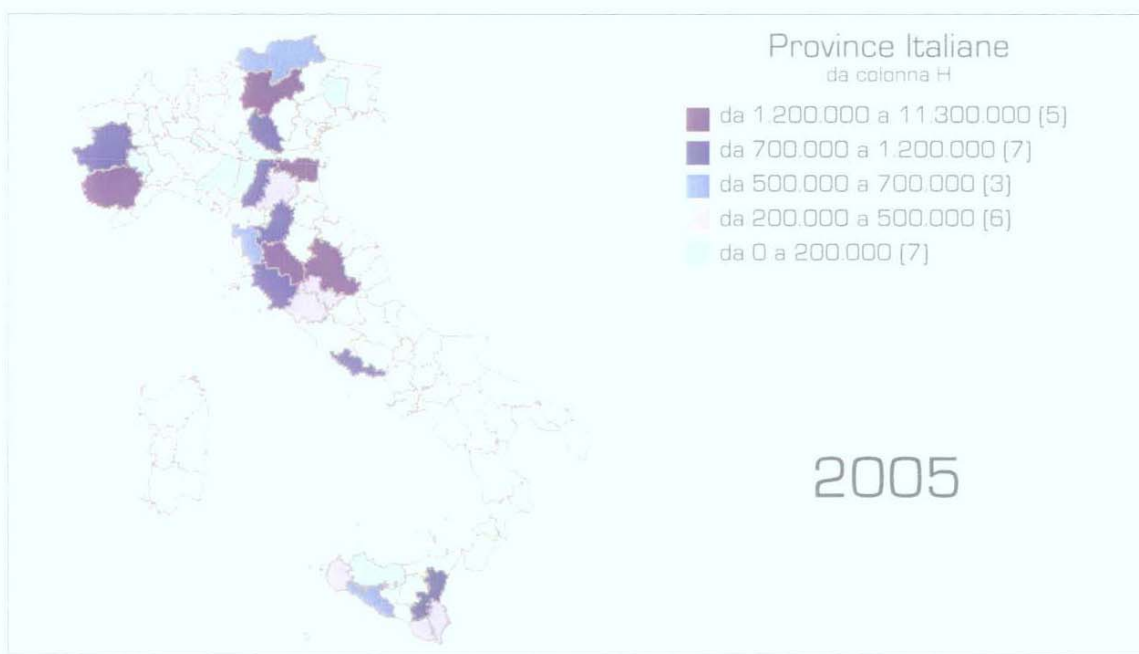 Province Italiane
da colonna H
da 1.200.000 a 11.300.000 (5)
da 700.000 a 1.200.000 (7)
da 500.000 a 700.000 (3)
da 200.000 a 500.000 (6)
da 0 a 200.000 (7)
2005